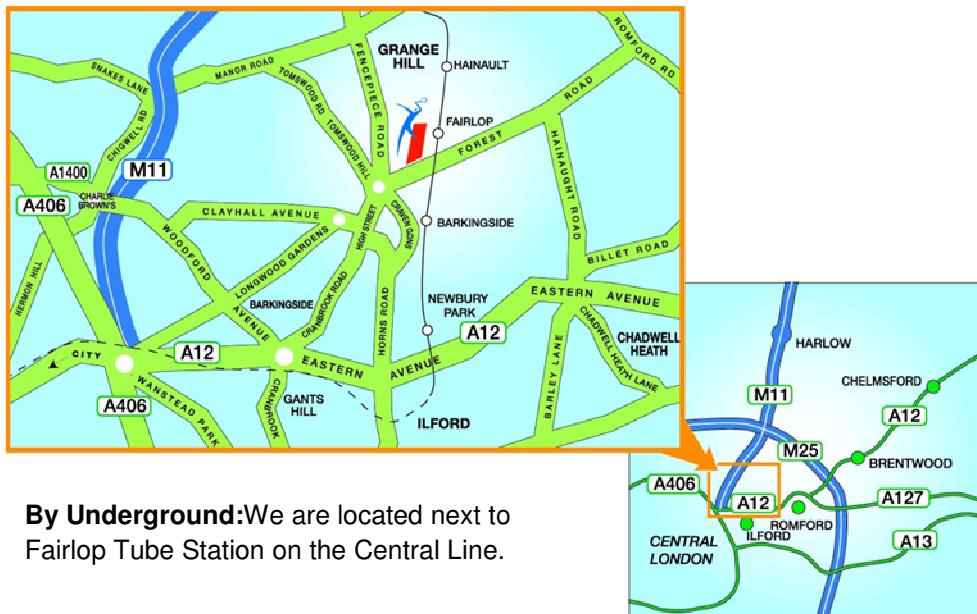 ROMFORD RD
GRANGE
HILL
HAINAULT
SNAKES LANE
MANOR ROAD
TOMSWOOD RD
TOMSWOOD HILL
FENCEPIECE ROAD
FAIRLOP
FOREST ROAD
HAINAUGHT ROAD
CHIGWELL RD
A1400
M11
A406
CHARLIE
BROWN'S
CLAYHALL AVENUE
HIGH STREET
CRAVEN GDNS
BARKINGSIDE
WOODFORD AVENUE
LONGWOOD GARDENS
BILLET ROAD
HERMON HILL
BARKINGSIDE
CRANBROOK ROAD
HORNS ROAD
NEWBURY
PARK
EASTERN AVENUE
A12
CHADWELL
HEATH
CHADWELL HEATH LANE
BARLEY LANE
CITY
A12
EASTERN AVENUE
A406
WANSTEAD PARK
CRANBROOK
GANTS
HILL
ILFORD
HARLOW
M11
CHELMSFORD
A12
M25
BRENTWOOD
A406
A12
A127
ROMFORD
ILFORD
CENTRAL
LONDON
A13
By Underground:We are located next to
Fairlop Tube Station on the Central Line.